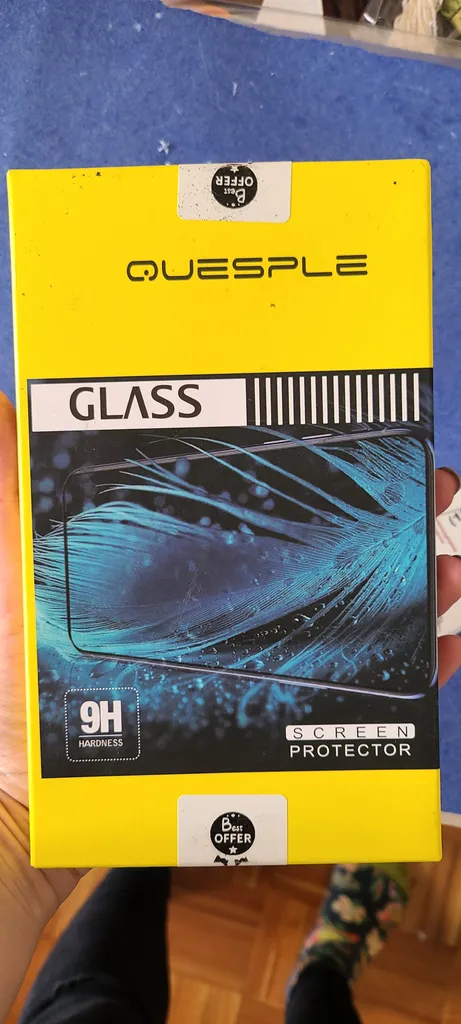 Best
OFFER
QUESPLE
GLASS
9H
HARDNESS
SCREEN
PROTECTOR
Best
OFFER